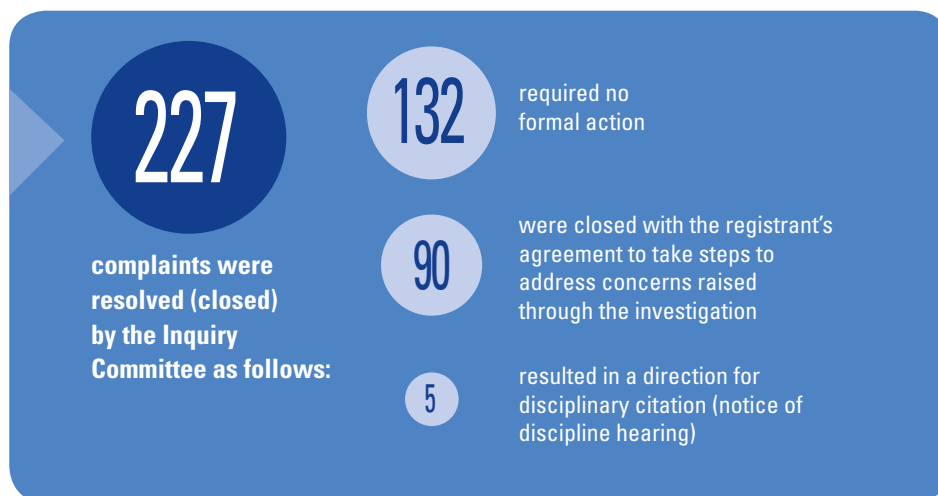 227
complaints were
resolved (closed)
by the Inquiry
Committee as follows:
132
required no
formal action
90
were closed with the registrant’s
agreement to take steps to
address concerns raised
through the investigation
5
resulted in a direction for
disciplinary citation (notice of
discipline hearing)